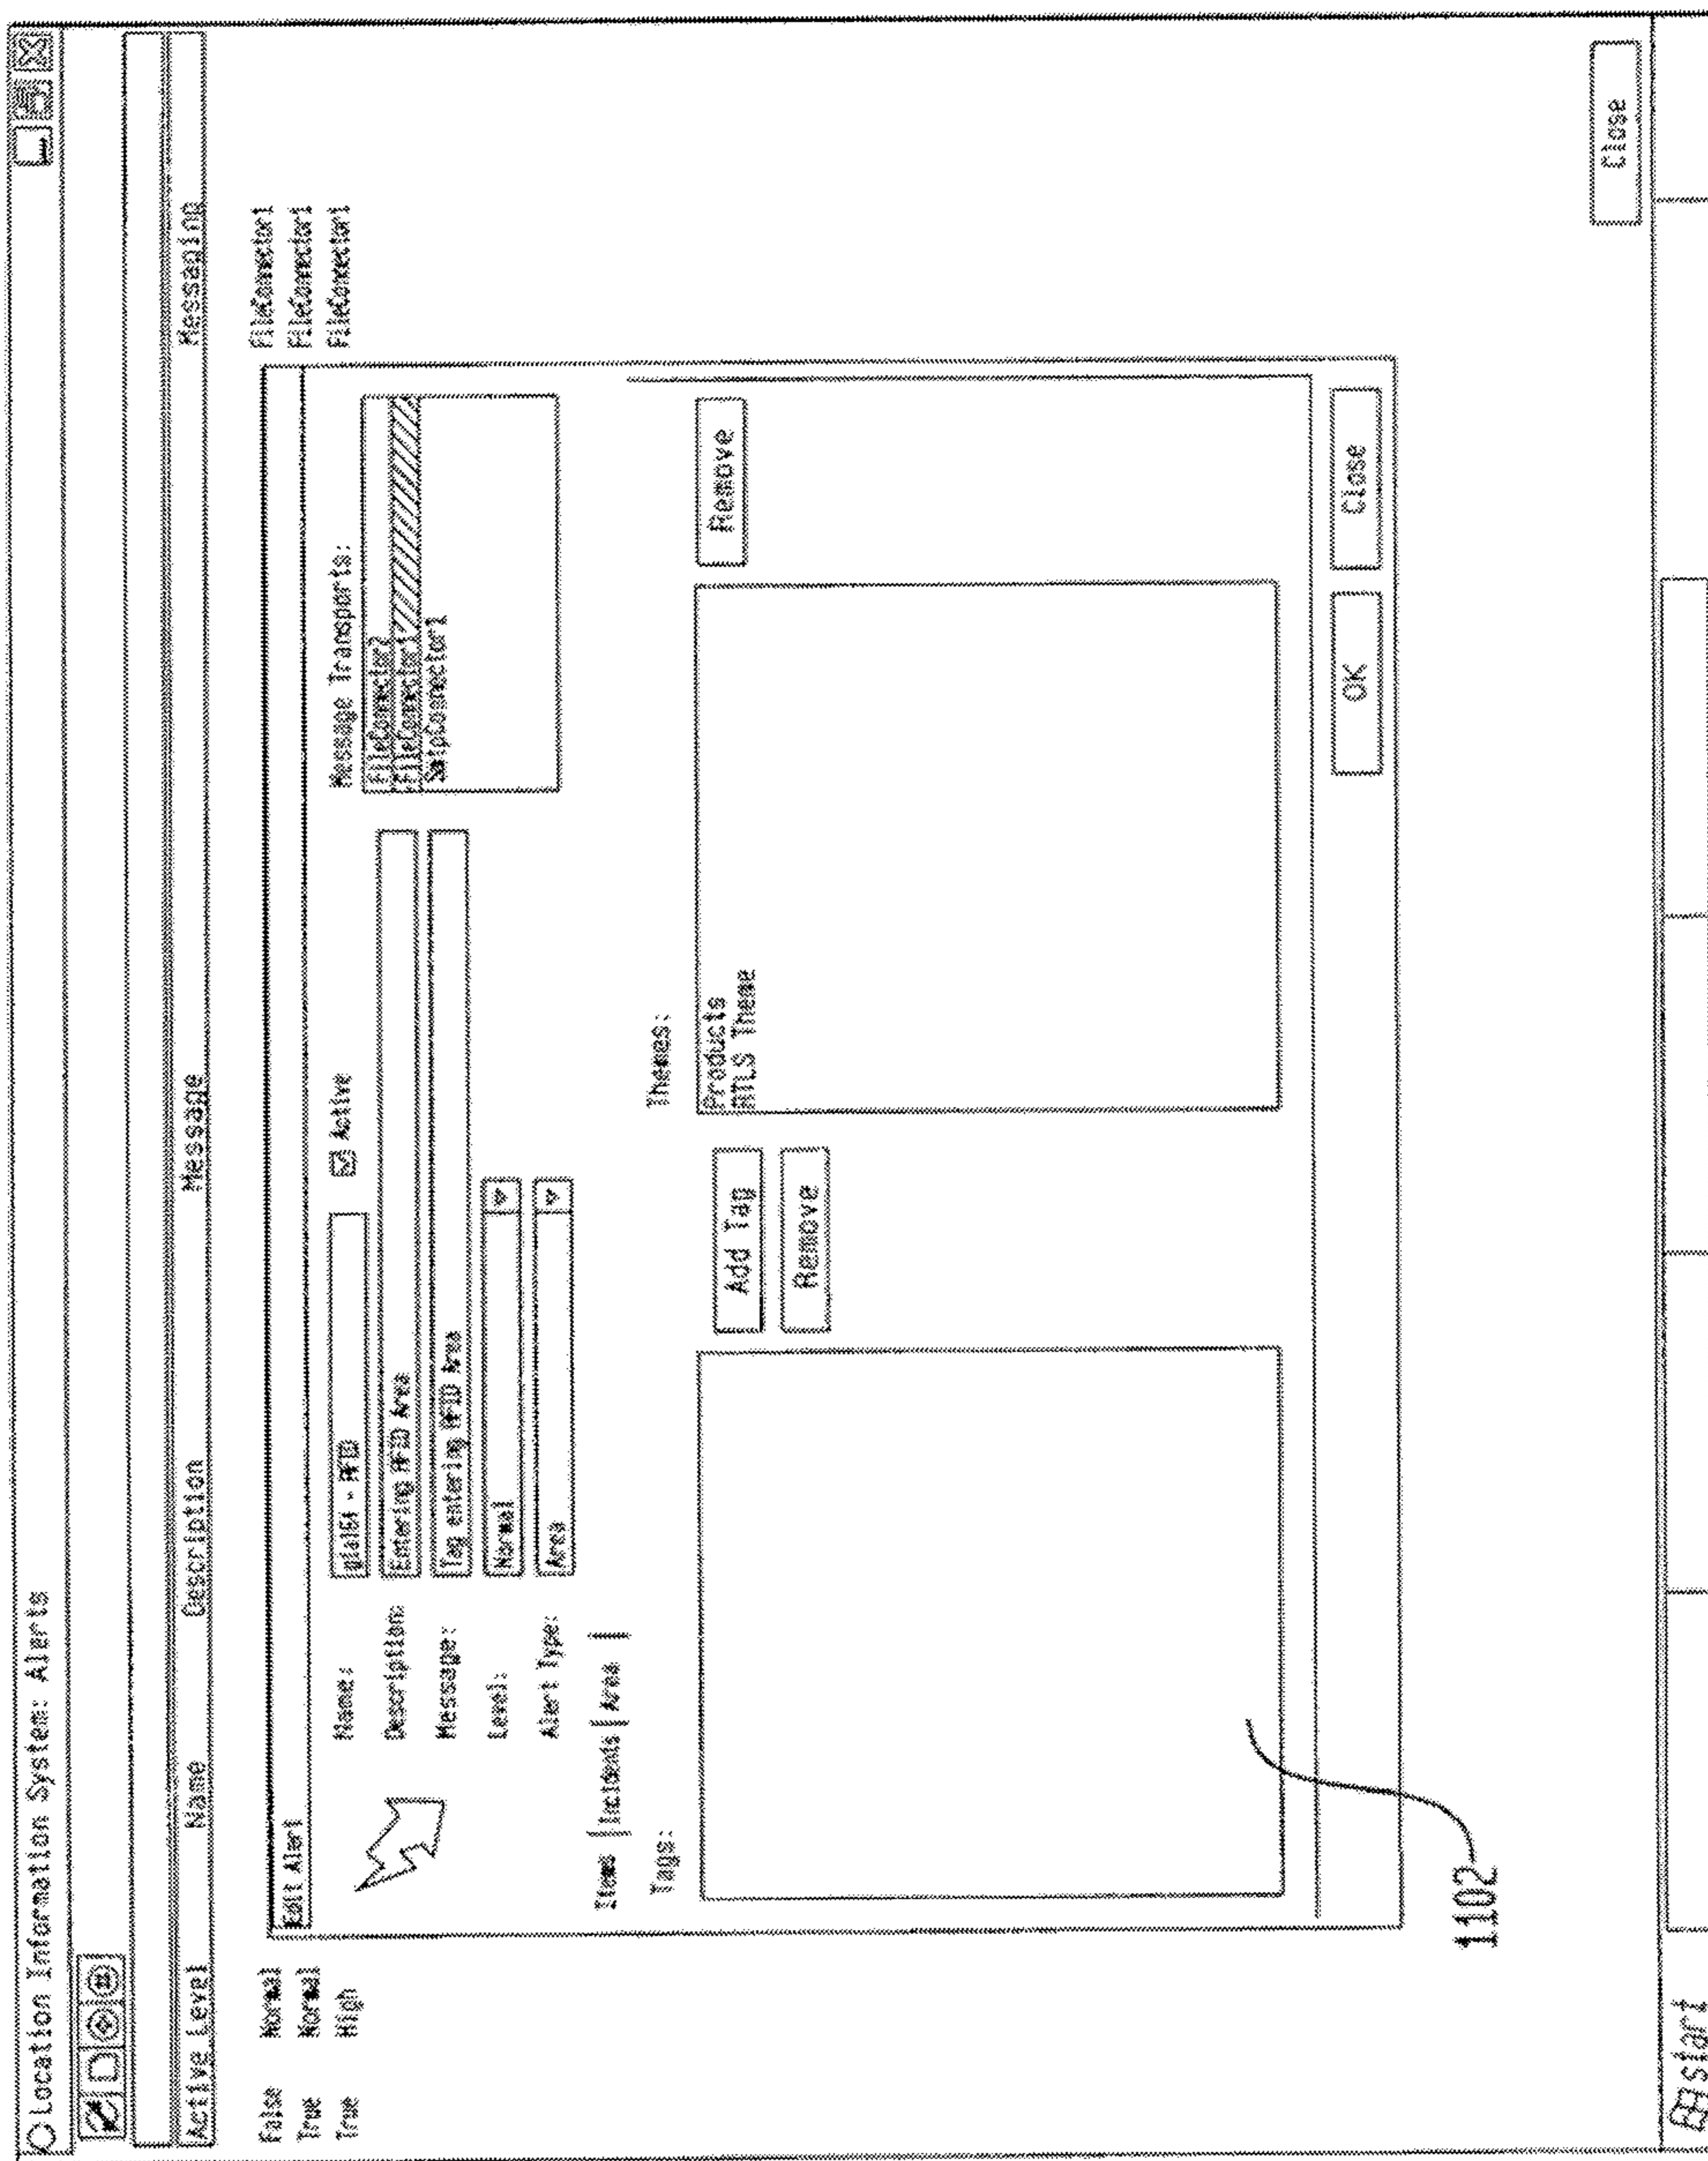 Location Information System: Alerts
Active Level Name Description Message Messaging
False Normal FileConnector1
True Normal FileConnector1
True High FileConnector1
Edit Alert
Name: - RFID Active
Description: Entering RFID Area
Message: Tag entering RFID Area
Level: Normal
Alert Type: Area
Message Transports:
FileConnector2
FileConnector1
SmtpConnector1
Items Incidents Area
Tags:
Add Tag
Remove
Themes:
Products
RTLS Theme
Remove
OK Close
1102
Close
start